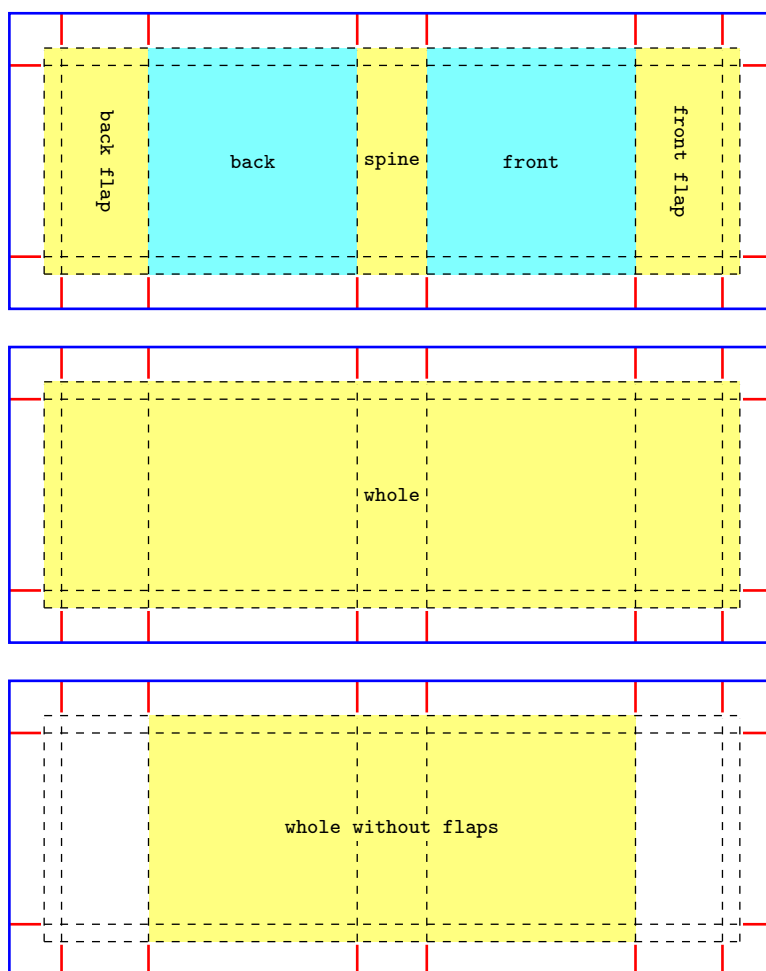 back flap
back
spine
front
front flap
whole
whole without flaps